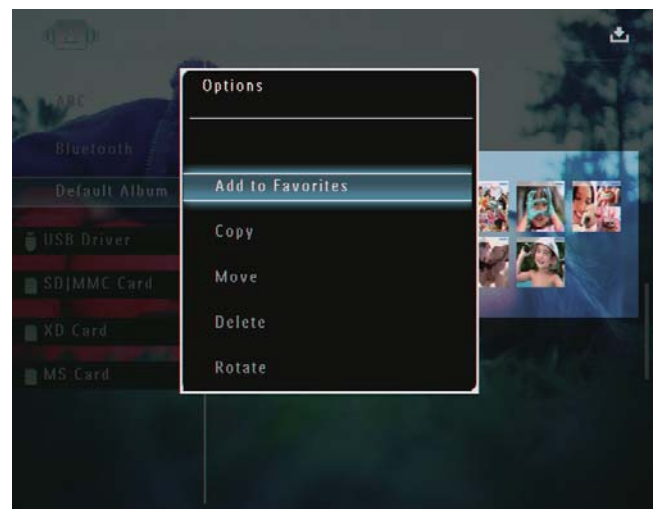 ABC
Bluetooth
Default Album
USB Driver
SD|MMC Card
XD Card
MS Card
Options
Add to Favorites
Copy
Move
Delete
Rotate